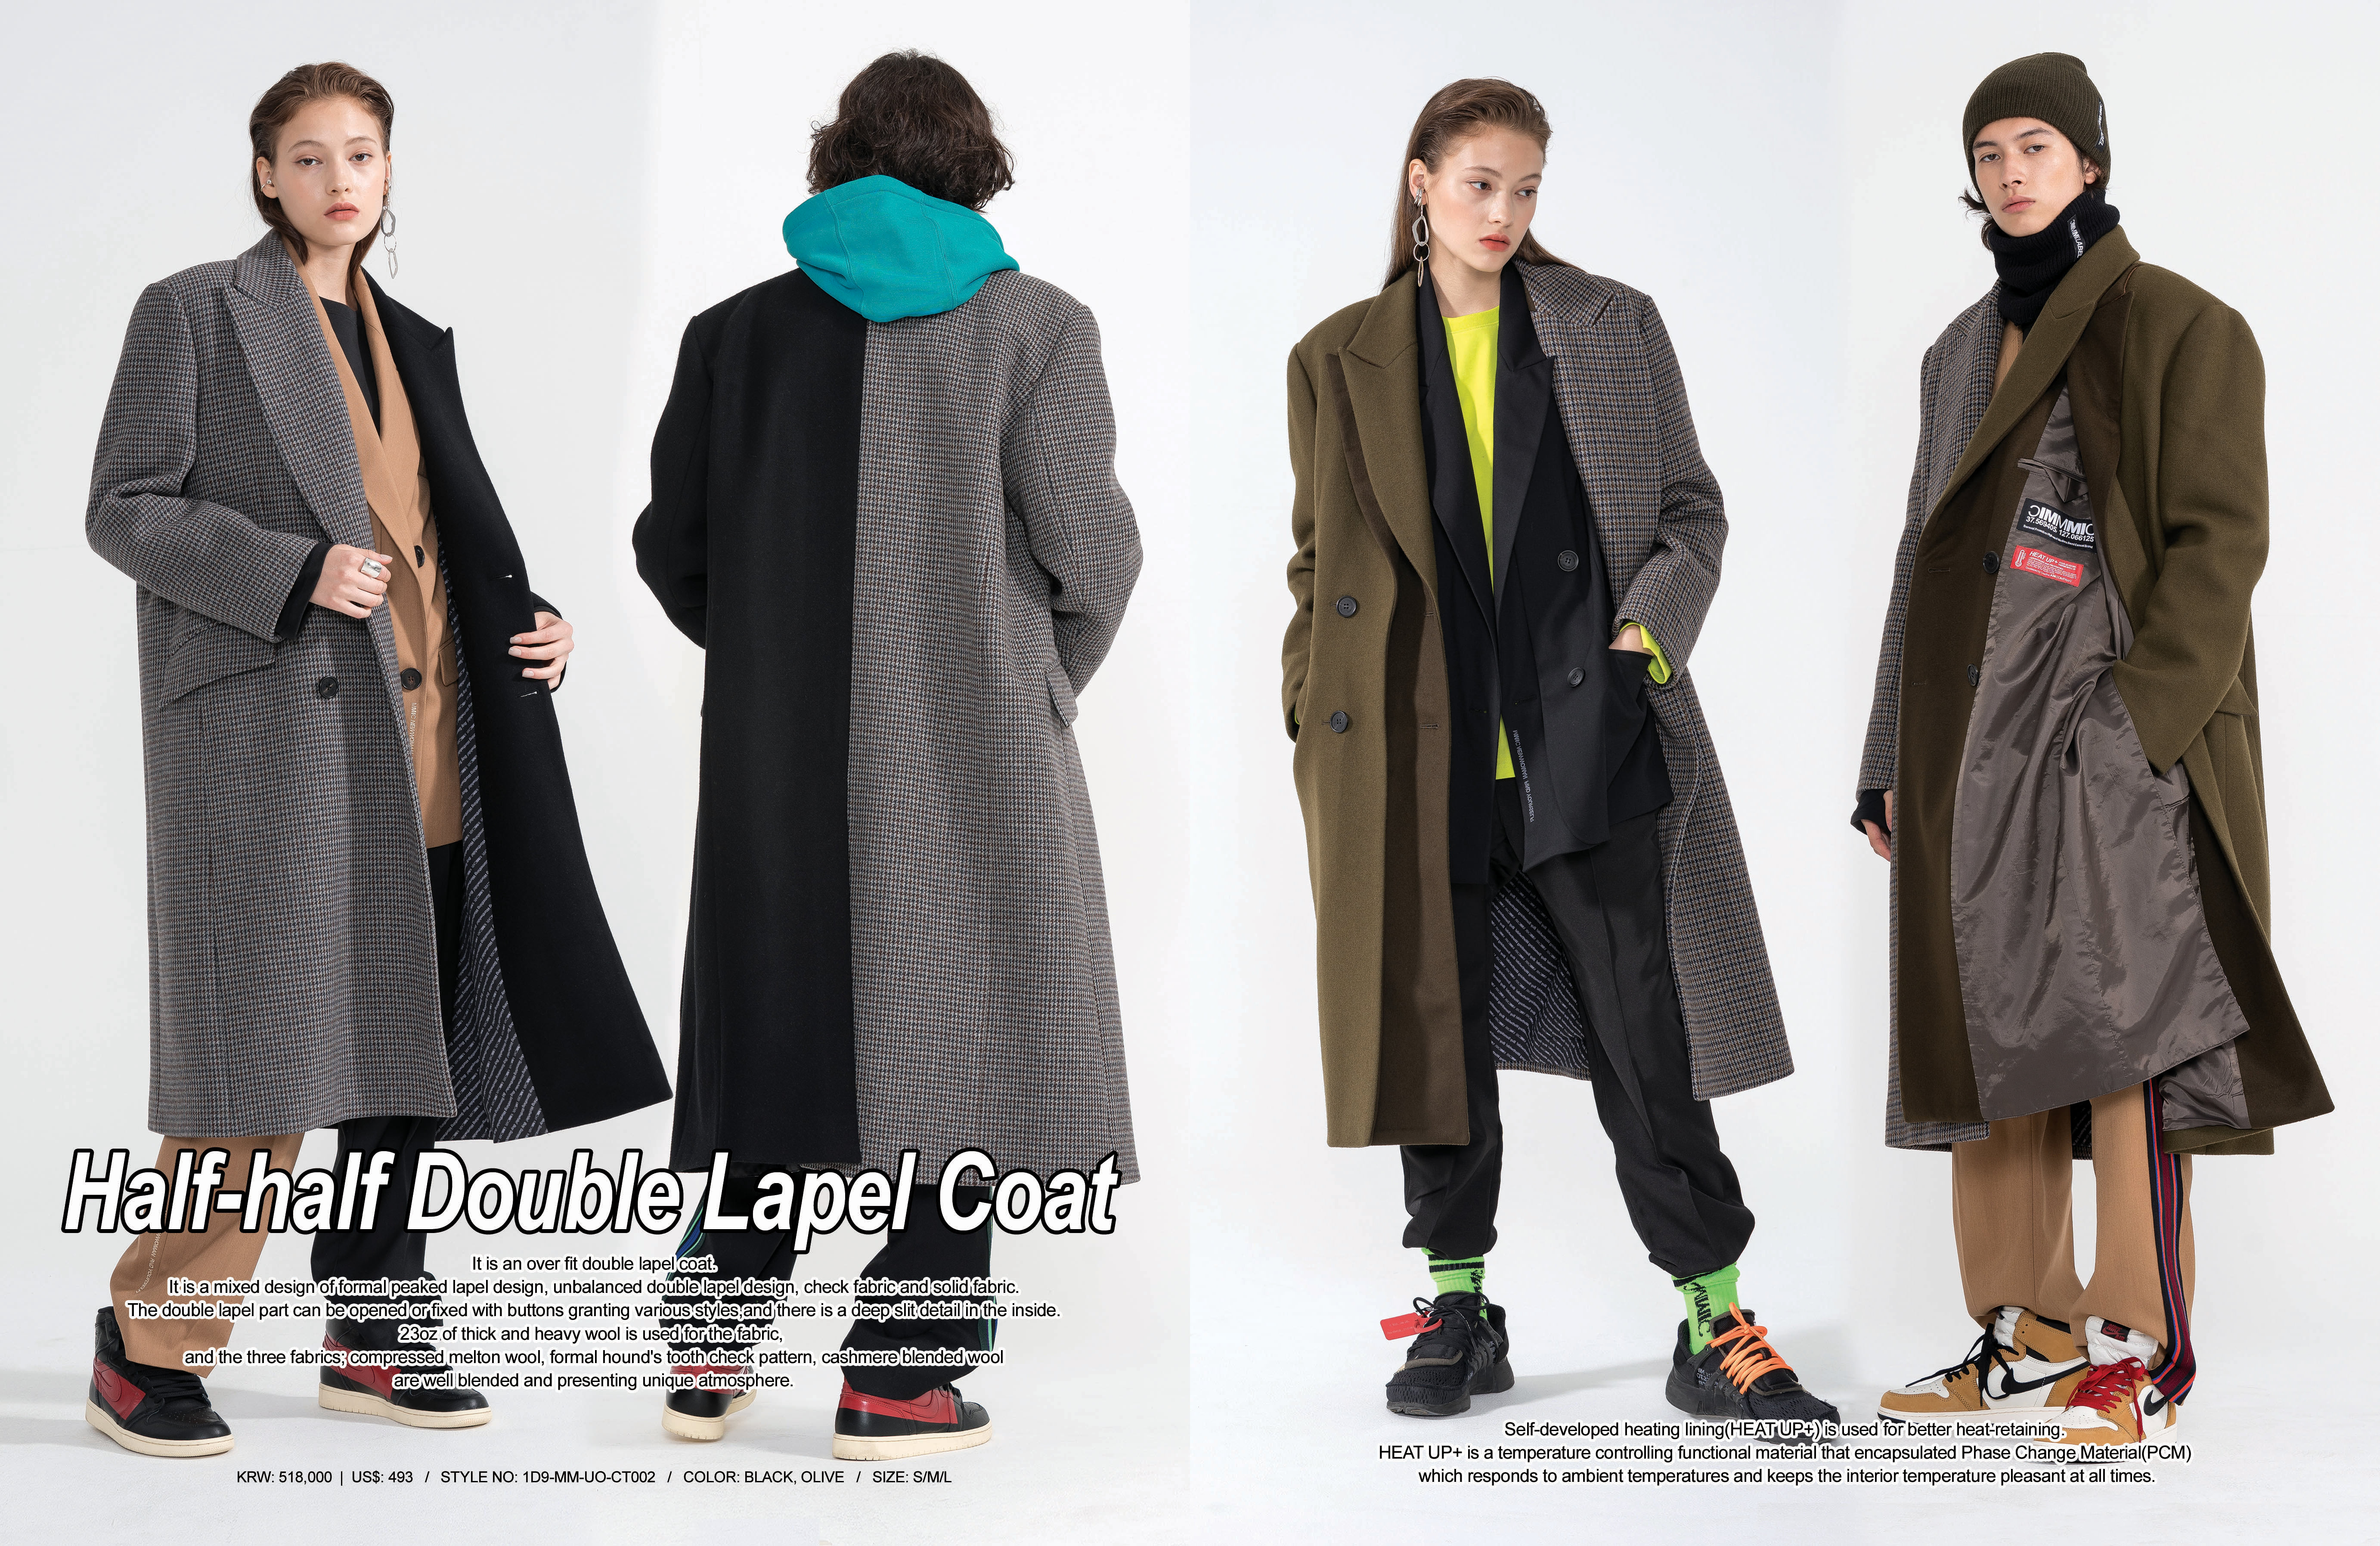 Half-half Double Lapel Coat
It is an over fit double lapel coat.
It is a mixed design of formal peaked lapel design, unbalanced double lapel design, check fabric and solid fabric.
The double lapel part can be opened or fixed with buttons granting various styles,and there is a deep slit detail in the inside.
23oz of thick and heavy wool is used for the fabric,
and the three fabrics; compressed melton wool, formal hound's tooth check pattern, cashmere blended wool
are well blended and presenting unique atmosphere.
KRW: 518,000 | US$: 493 / STYLE NO: 1D9-MM-UO-CT002 / COLOR: BLACK, OLIVE / SIZE: S/M/L
HEAT UP+
Self-developed heating lining(HEAT UP+) is used for better heat-retaining.
HEAT UP+ is a temperature controlling functional material that encapsulated Phase Change Material(PCM)
which responds to ambient temperatures and keeps the interior temperature pleasant at all times.